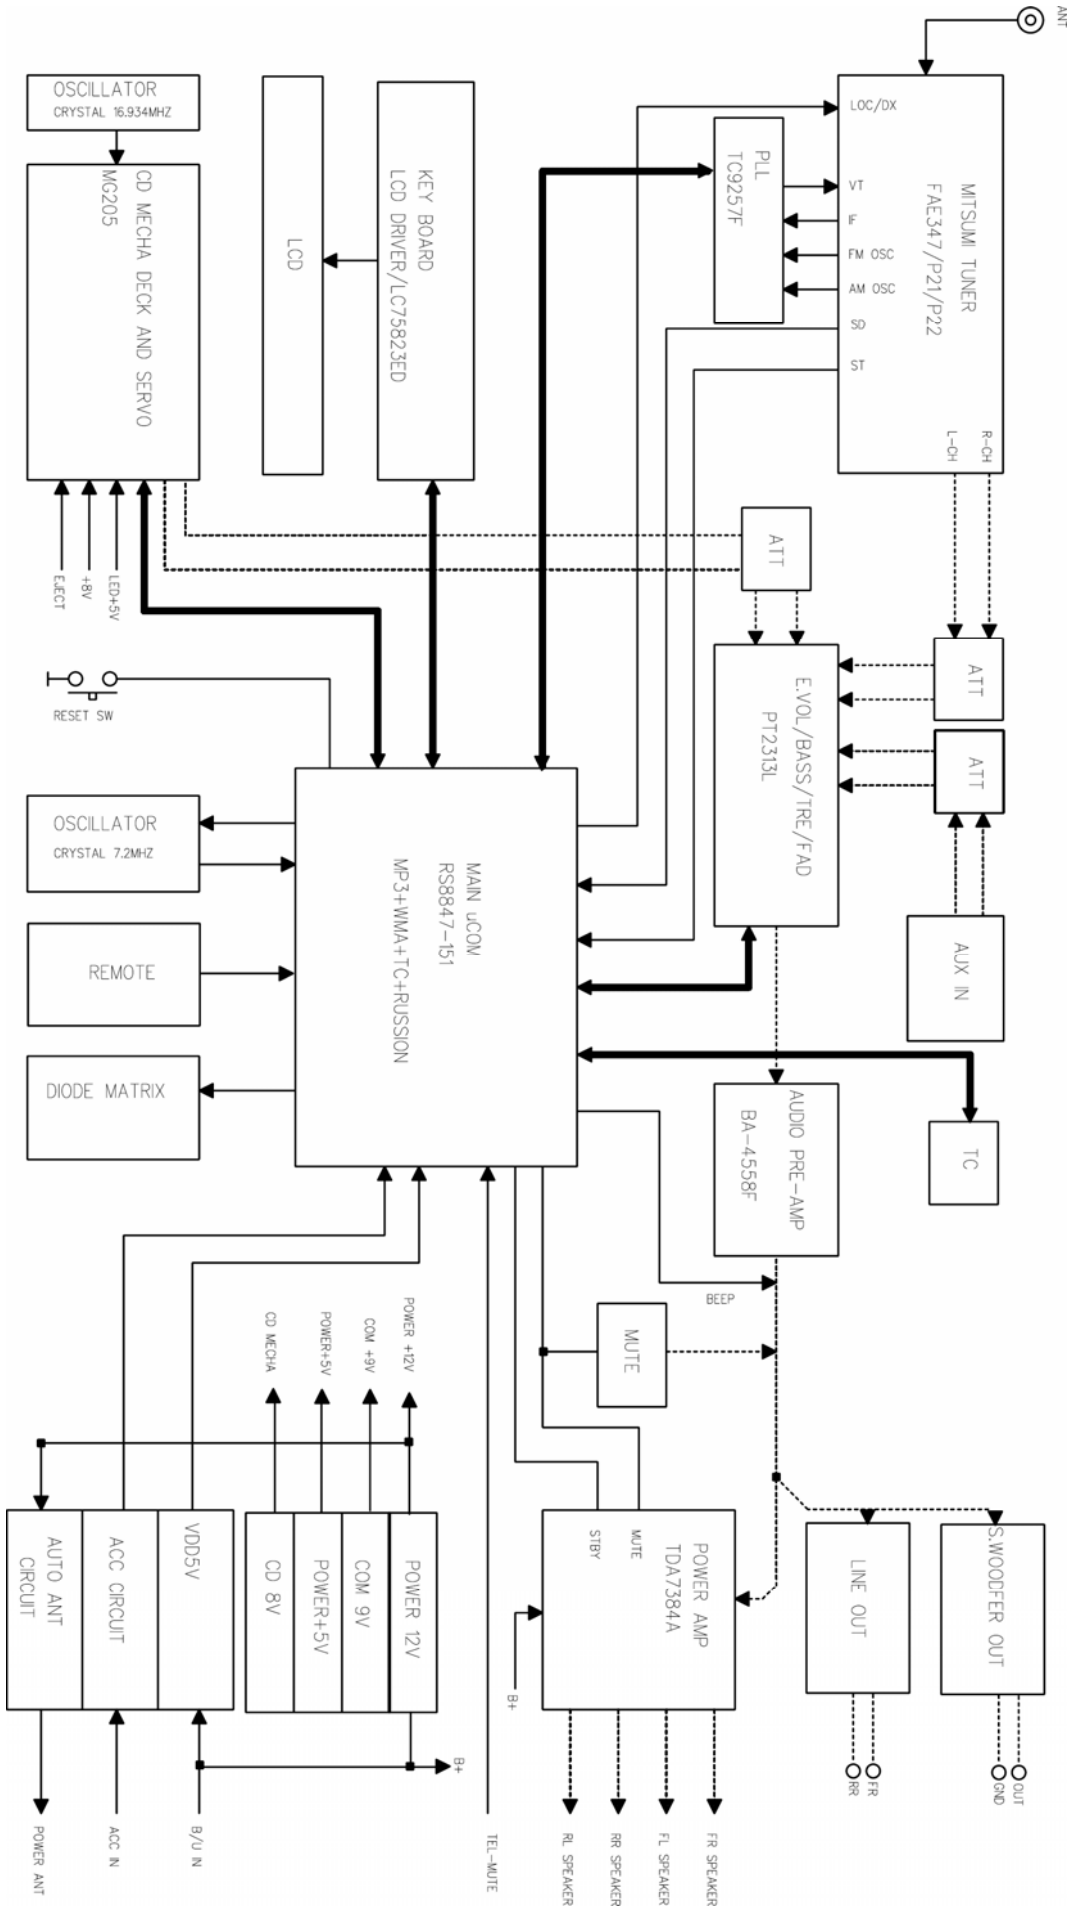 ANT
OSCILLATOR
CRYSTAL 16.934MHZ
CD MECHA DECK AND SERVO
MG205
LCD
KEY BOARD
LCD DRIVER/LC75823ED
PLL
TC9257F
LOC/DX
VT
IF
FM OSC
AM OSC
SD
ST
MITSUMI TUNER
FAE347/P21/P22
L-CH
R-CH
EJECT
+8V
LED+5V
ATT
ATT
ATT
RESET SW
E.VOL/BASS/TRE/FAD
PT2313L
OSCILLATOR
CRYSTAL 7.2MHZ
REMOTE
DIODE MATRIX
MAIN uCOM
RS8847-151
MP3+WMA+TC+RUSSION
AUX IN
TC
AUDIO PRE-AMP
BA-4558F
BEEP
MUTE
CD MECHA
POWER+5V
COM +9V
POWER +12V
AUTO ANT
CIRCUIT
ACC CIRCUIT
VDD5V
CD 8V
POWER+5V
COM 9V
POWER 12V
STBY
MUTE
POWER AMP
TDA7384A
LINE OUT
S.WOODFER OUT
B+
B+
RR
FR
GND
OUT
POWER ANT
ACC IN
B/U IN
TEL-MUTE
RL SPEAKER
RR SPEAKER
FL SPEAKER
FR SPEAKER